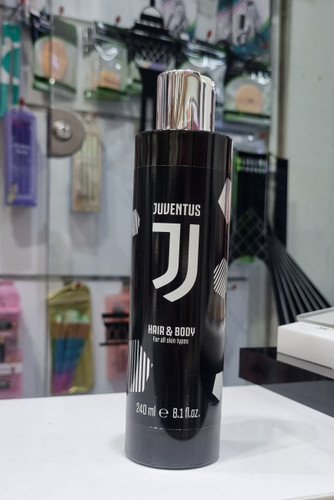 JUVENTUS
HAIR & BODY
For all skin types
240 ml ℮ 8.1 fl.oz.